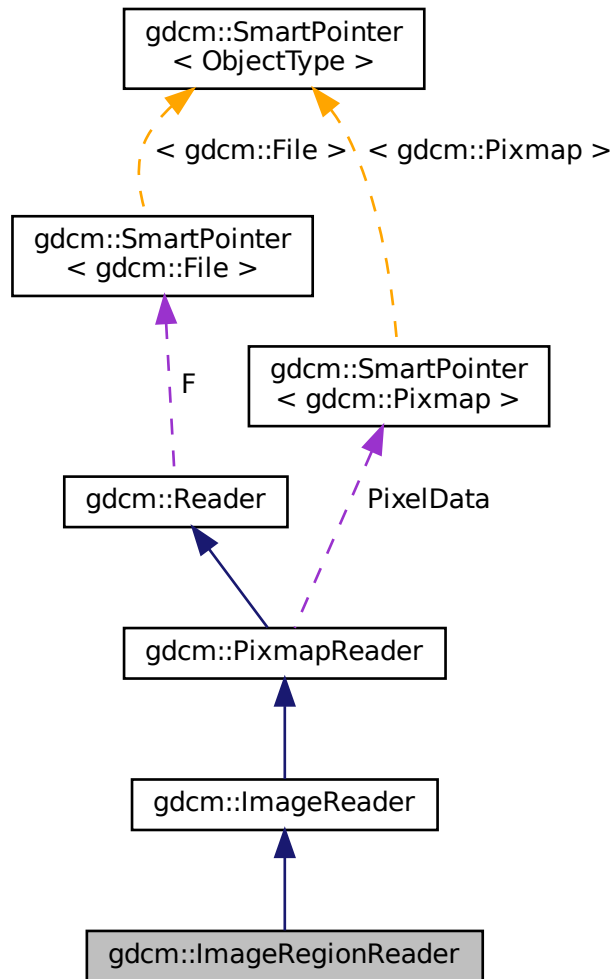 gdcm::SmartPointer
< ObjectType >
< gdcm::File >
< gdcm::Pixmap >
gdcm::SmartPointer
< gdcm::File >
gdcm::SmartPointer
< gdcm::Pixmap >
F
gdcm::Reader
PixelData
gdcm::PixmapReader
gdcm::ImageReader
gdcm::ImageRegionReader